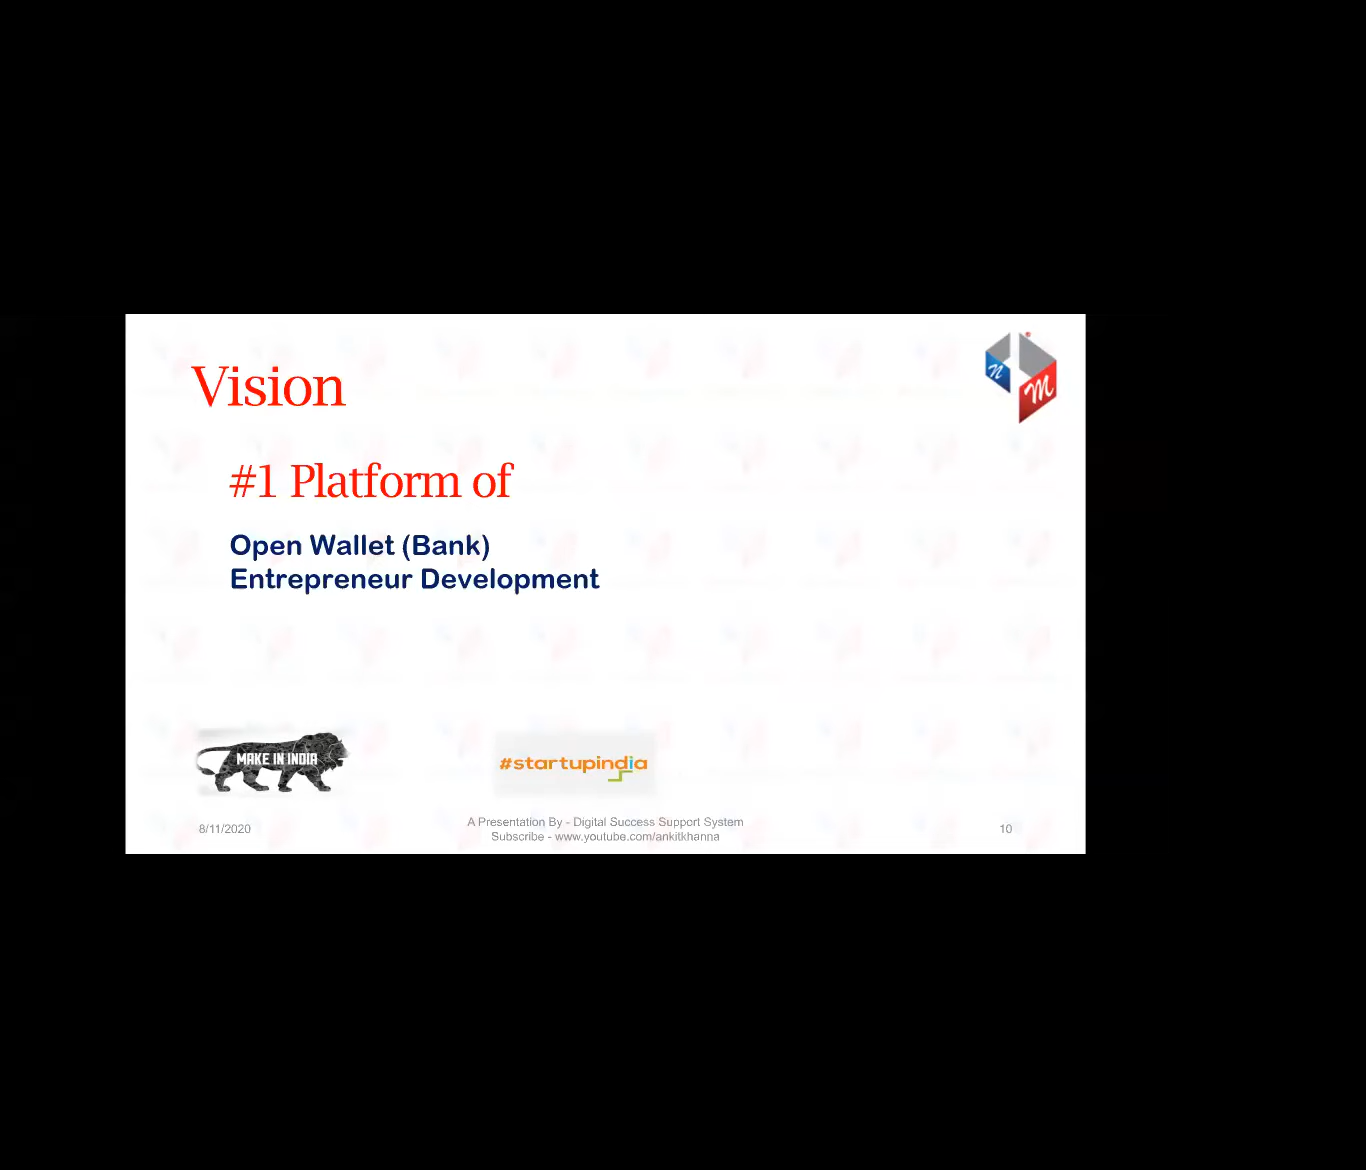 Vision
n
m
#1 Platform of
Open Wallet (Bank)
Entrepreneur Development
MAKE IN INDIA
#startupindia
8/11/2020
A Presentation By - Digital Success Support System
Subscribe - www.youtube.com/ankitkhanna
10